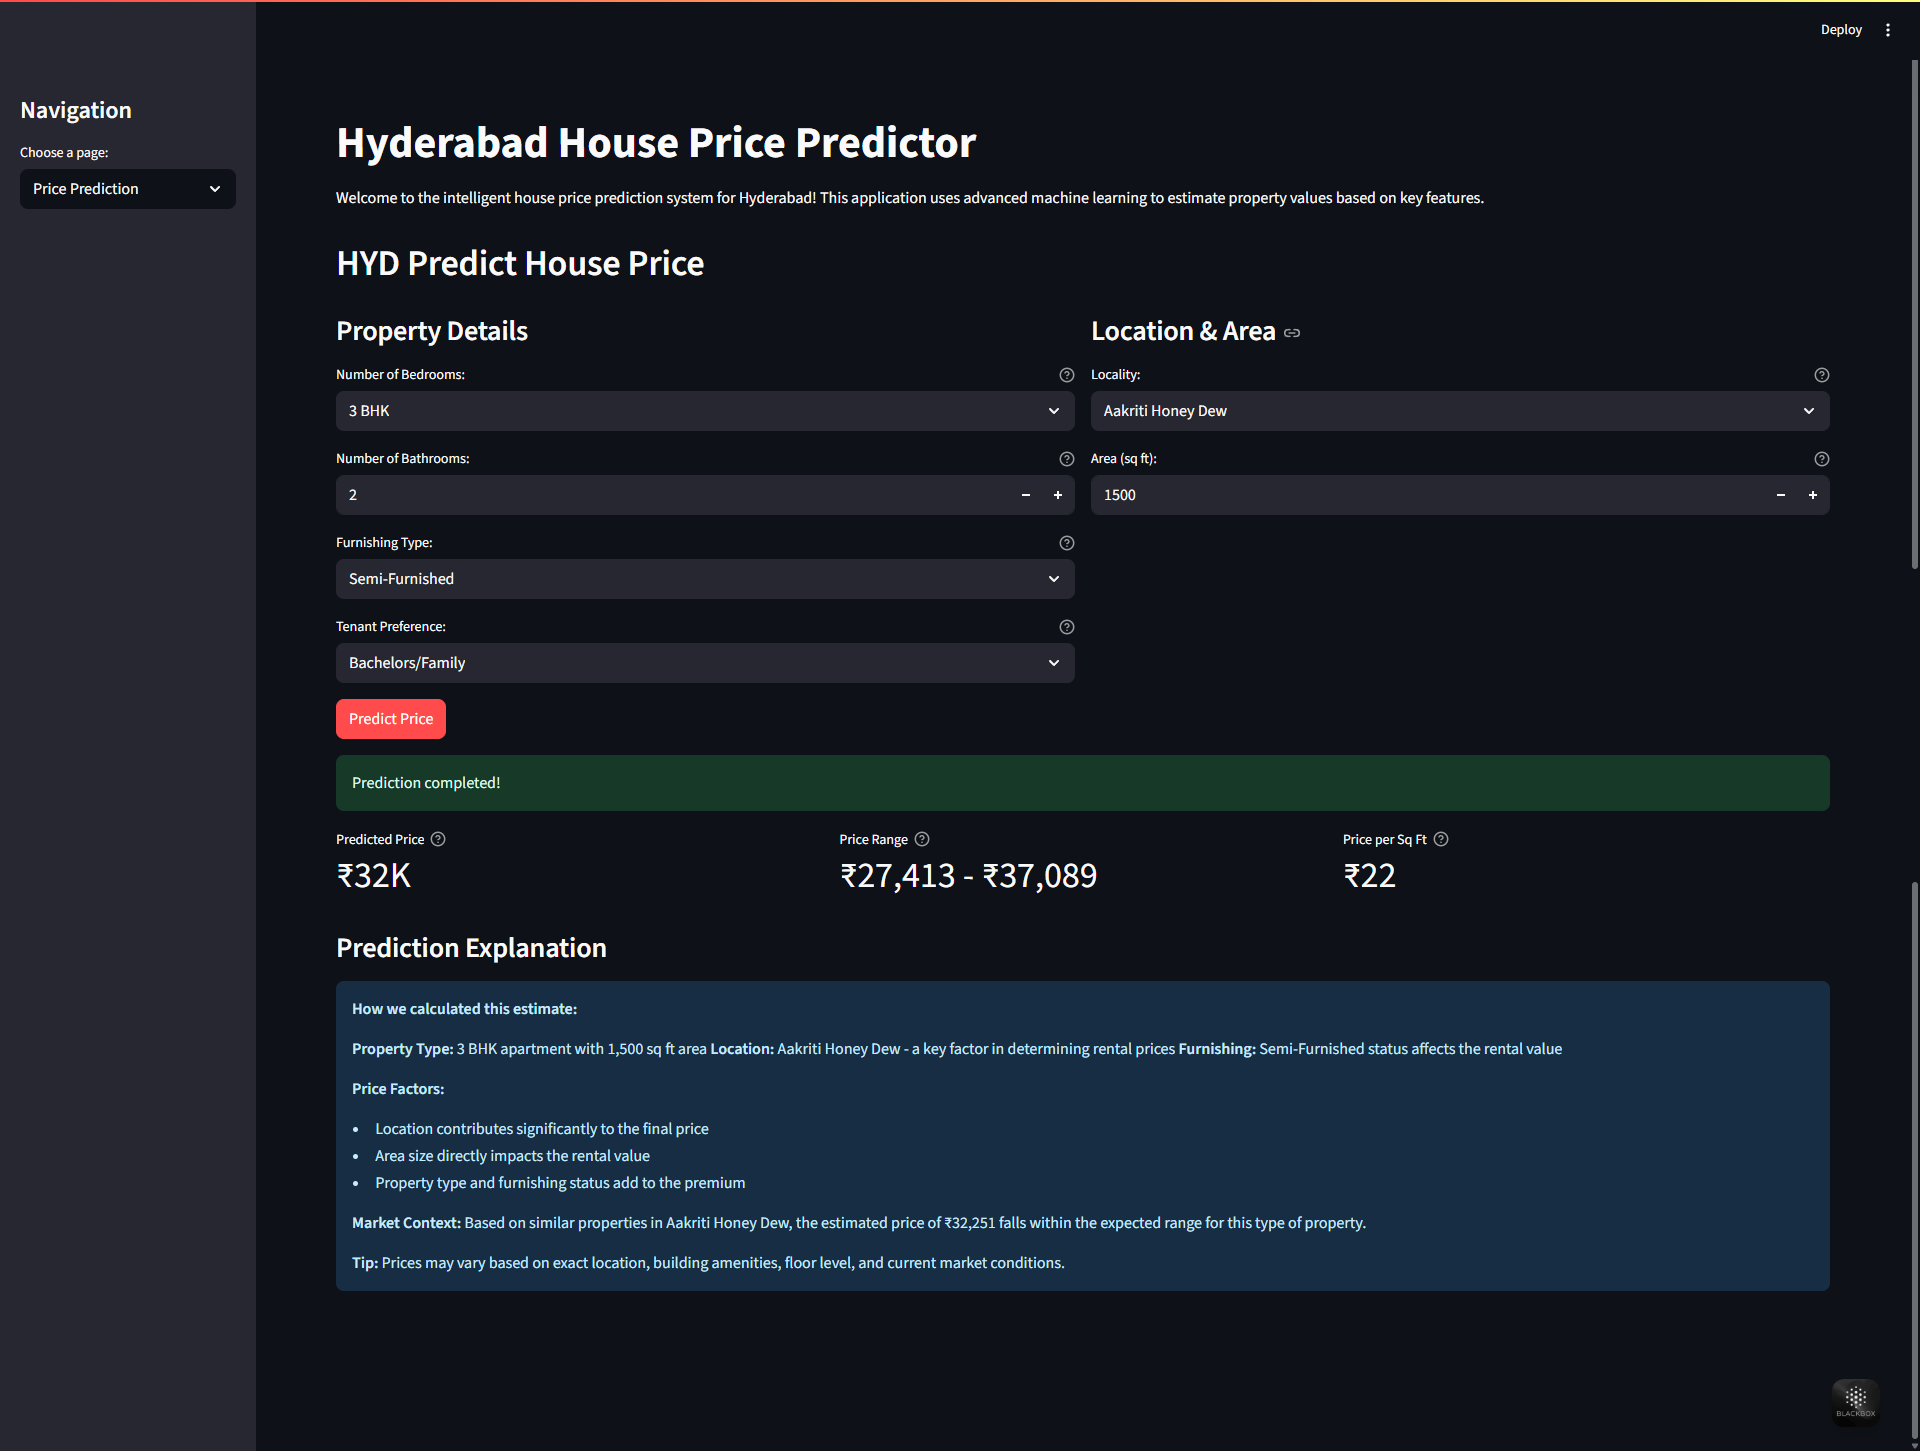 Deploy
Navigation
Choose a page:
Price Prediction
Hyderabad House Price Predictor
Welcome to the intelligent house price prediction system for Hyderabad! This application uses advanced machine learning to estimate property values based on key features.
HYD Predict House Price
Property Details
Number of Bedrooms:
3 BHK
Number of Bathrooms:
2
Furnishing Type:
Semi-Furnished
Tenant Preference:
Bachelors/Family
Location & Area
Locality:
Aakriti Honey Dew
Area (sq ft):
1500
Predict Price
Prediction completed!
Predicted Price
₹32K
Price Range
₹27,413 - ₹37,089
Price per Sq Ft
₹22
Prediction Explanation
How we calculated this estimate:
Property Type: 3 BHK apartment with 1,500 sq ft area Location: Aakriti Honey Dew - a key factor in determining rental prices Furnishing: Semi-Furnished status affects the rental value
Price Factors:
• Location contributes significantly to the final price
• Area size directly impacts the rental value
• Property type and furnishing status add to the premium
Market Context: Based on similar properties in Aakriti Honey Dew, the estimated price of ₹32,251 falls within the expected range for this type of property.
Tip: Prices may vary based on exact location, building amenities, floor level, and current market conditions.
BLACKBOX